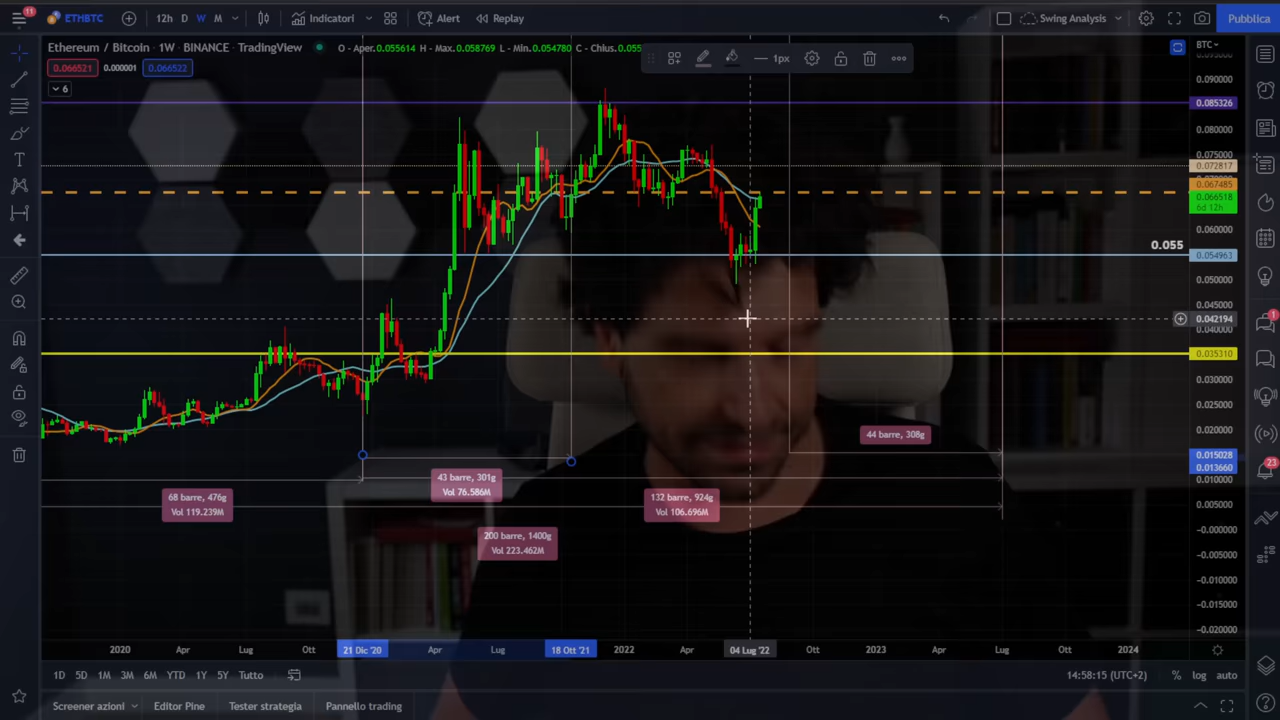 11
ETHBTC
12h D W M
Indicatori
Alert
Replay
Swing Analysis
Pubblica
Ethereum / Bitcoin · 1W · BINANCE · TradingView
O - Aper.0.055614 H - Max.0.058769 L - Min.0.054780 C - Chius.0.055
1px
BTC
0.066521
0.000001
0.066522
6
0.090000
0.085326
0.080000
0.075000
0.072817
0.067485
0.066518
6d 12h
0.060000
0.055
0.054963
0.050000
0.045000
0.042194
0.040000
0.035310
0.030000
0.025000
0.020000
0.015028
0.013660
0.010000
0.005000
-0.000000
-0.005000
-0.010000
-0.015000
-0.020000
1
23
44 barre, 308g
43 barre, 301g
Vol 76.586M
68 barre, 476g
Vol 119.239M
132 barre, 924g
Vol 106.696M
200 barre, 1400g
Vol 223.462M
2020 Apr Lug Ott 21 Dic '20 Apr Lug 18 Ott '21 2022 Apr 04 Lug '22 Ott 2023 Apr Lug Ott 2024
1D 5D 1M 3M 6M YTD 1Y 5Y Tutto
14:58:15 (UTC+2)
% log auto
Screener azioni
Editor Pine
Tester strategia
Pannello trading